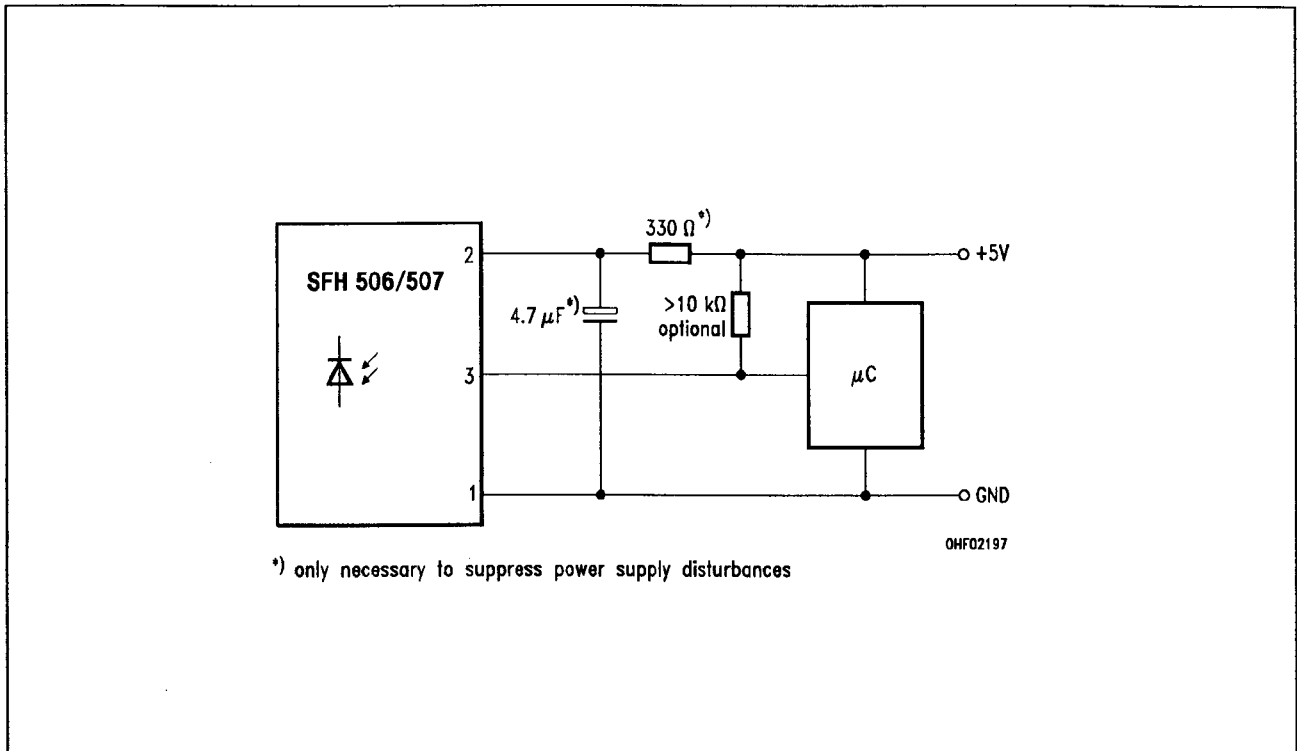 330 Ω*)
2
+5V
SFH 506/507
4.7 µF*)
>10 kΩ
optional
3
µC
1
GND
OHF02197
*) only necessary to suppress power supply disturbances